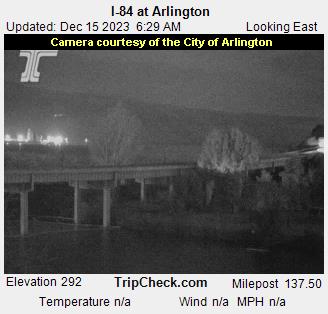 I-84 at Arlington
Updated: Dec 15 2023 6:29 AM Looking East
Camera courtesy of the City of Arlington
Elevation 292 TripCheck.com Milepost 137.50
Temperature n/a Wind n/a MPH n/a